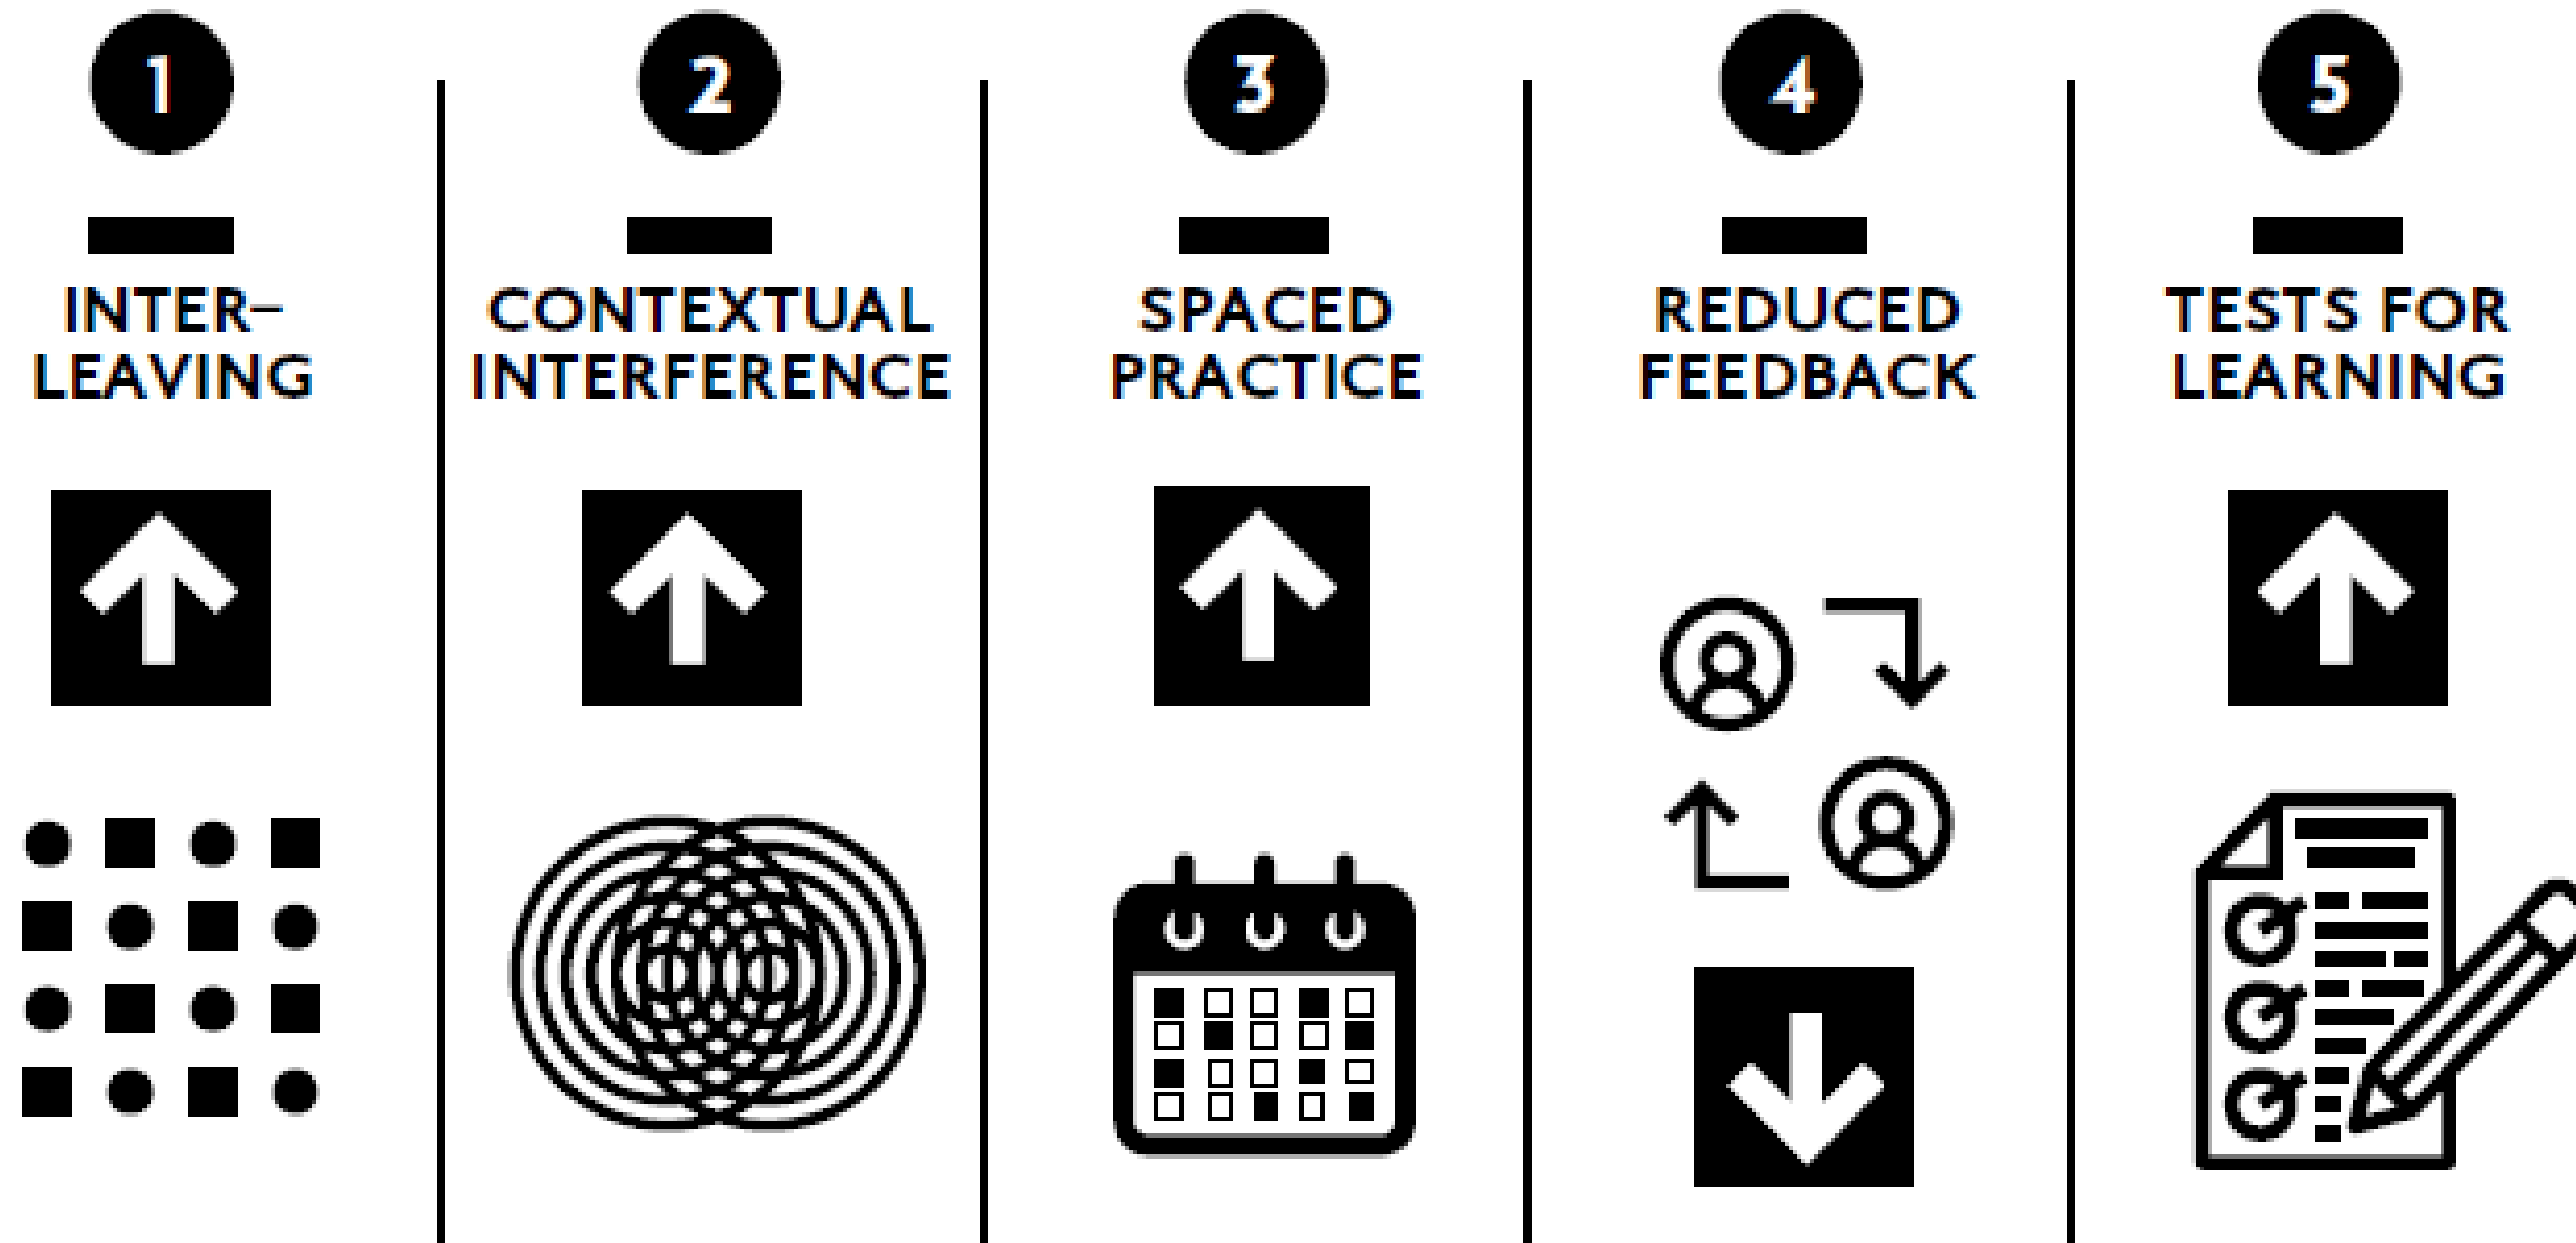 1
INTER–
LEAVING
2
CONTEXTUAL
INTERFERENCE
3
SPACED
PRACTICE
4
REDUCED
FEEDBACK
5
TESTS FOR
LEARNING